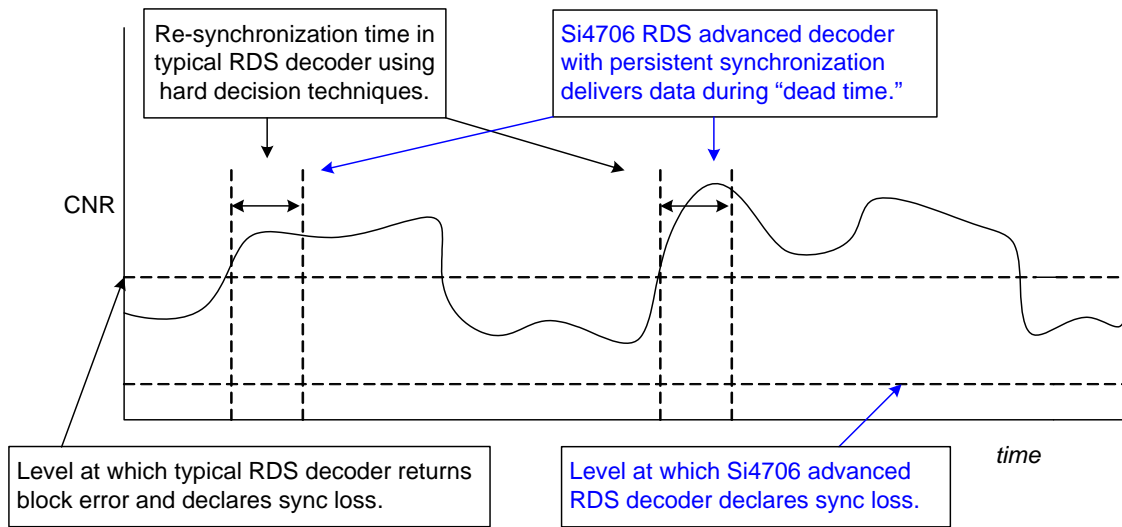 Re-synchronization time in
typical RDS decoder using
hard decision techniques.
Si4706 RDS advanced decoder
with persistent synchronization
delivers data during “dead time.”
CNR
time
Level at which typical RDS decoder returns
block error and declares sync loss.
Level at which Si4706 advanced
RDS decoder declares sync loss.